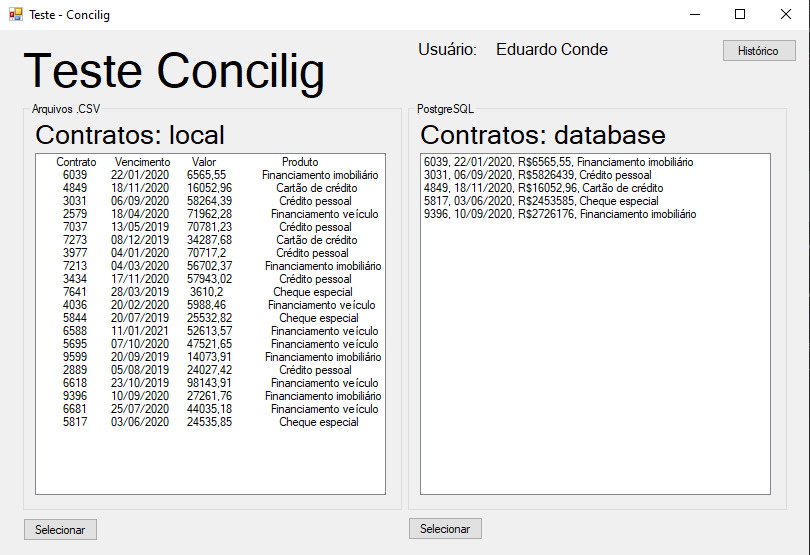 Teste - Concilig
Usuário: Eduardo Conde
Histórico
Teste Concilig
Arquivos .CSV
Contratos: local
Contrato Vencimento Valor Produto
6039 22/01/2020 6565,55 Financiamento imobiliário
4849 18/11/2020 16052,96 Cartão de crédito
3031 06/09/2020 58264,39 Crédito pessoal
2579 18/04/2020 71962,28 Financiamento veículo
7037 13/05/2019 70781,23 Crédito pessoal
7273 08/12/2019 34287,68 Cartão de crédito
3977 04/01/2020 70717,2 Crédito pessoal
7213 04/03/2020 56702,37 Financiamento imobiliário
3434 17/11/2020 57943,02 Crédito pessoal
7641 28/03/2019 3610,2 Cheque especial
4036 20/02/2020 5988,46 Financiamento veículo
5844 20/07/2019 25532,82 Cheque especial
6588 11/01/2021 52613,57 Financiamento veículo
5695 07/10/2020 47521,65 Financiamento veículo
9599 20/09/2019 14073,91 Financiamento imobiliário
2889 05/08/2019 24027,42 Crédito pessoal
6618 23/10/2019 98143,91 Financiamento veículo
9396 10/09/2020 27261,76 Financiamento imobiliário
6681 25/07/2020 44035,18 Financiamento veículo
5817 03/06/2020 24535,85 Cheque especial
Selecionar
PostgreSQL
Contratos: database
6039, 22/01/2020, R$6565,55, Financiamento imobiliário
3031, 06/09/2020, R$5826439, Crédito pessoal
4849, 18/11/2020, R$16052,96, Cartão de crédito
5817, 03/06/2020, R$2453585, Cheque especial
9396, 10/09/2020, R$2726176, Financiamento imobiliário
Selecionar